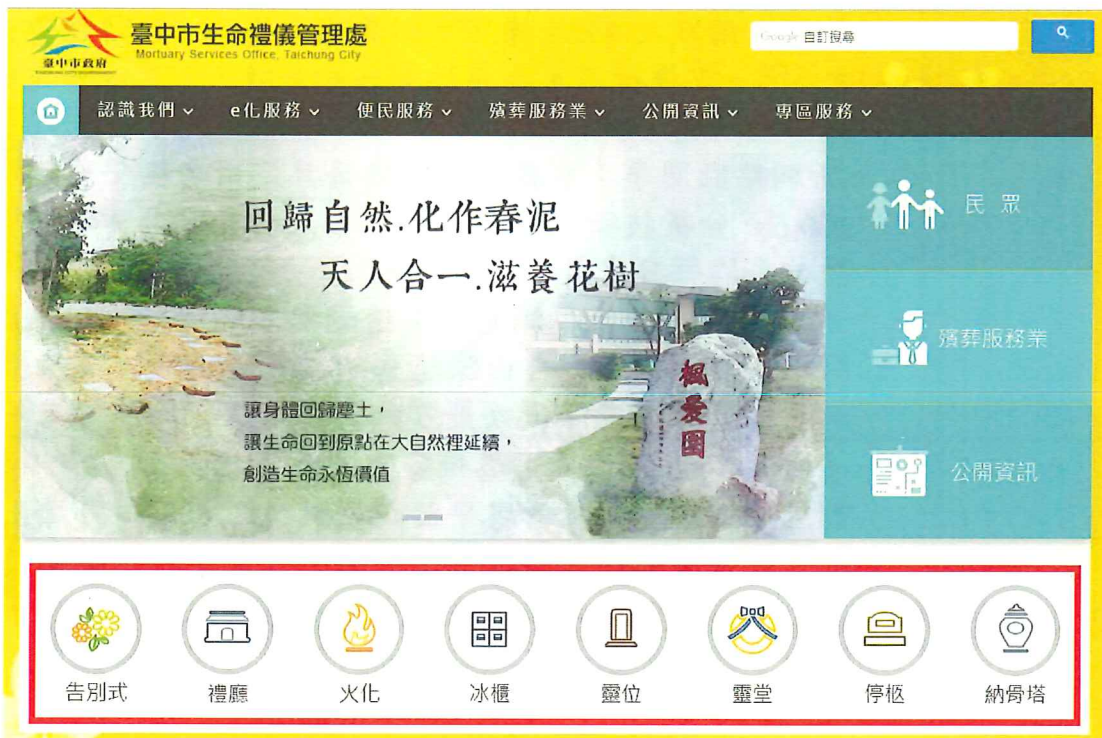 臺中市生命禮儀管理處
Mortuary Services Office, Taichung City
臺中市政府
Google 自訂搜尋
認識我們 e化服務 便民服務 殯葬服務業 公開資訊 專區服務
回歸自然.化作春泥
天人合一.滋養花樹
讓身體回歸塵土，
讓生命回到原點在大自然裡延續，
創造生命永恆價值
楓愛園
民眾
殯葬服務業
公開資訊
告別式 禮廳 火化 冰櫃 靈位 靈堂 停柩 納骨塔